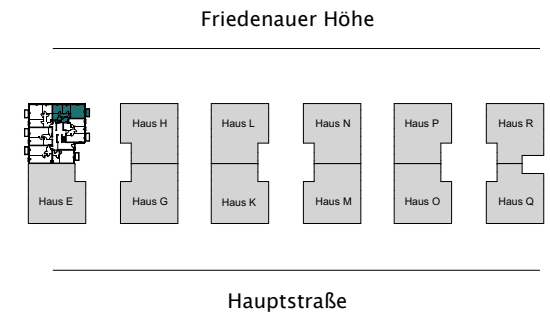 Friedenauer Höhe
Haus H
Haus L
Haus N
Haus P
Haus R
Haus E
Haus G
Haus K
Haus M
Haus O
Haus Q
Hauptstraße